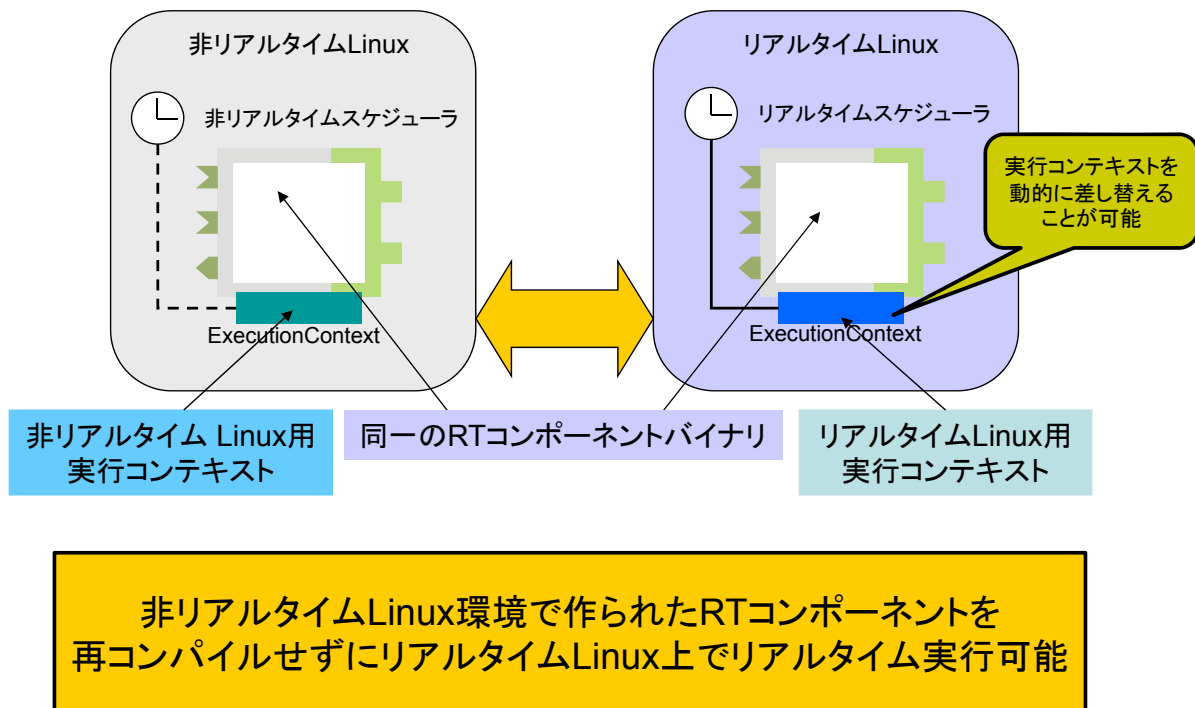 非リアルタイムLinux
リアルタイムLinux
非リアルタイムスケジューラ
リアルタイムスケジューラ
実行コンテキストを
動的に差し替える
ことが可能
ExecutionContext
ExecutionContext
非リアルタイム Linux用
実行コンテキスト
同一のRTコンポーネントバイナリ
リアルタイムLinux用
実行コンテキスト
非リアルタイムLinux環境で作られたRTコンポーネントを
再コンパイルせずにリアルタイムLinux上でリアルタイム実行可能